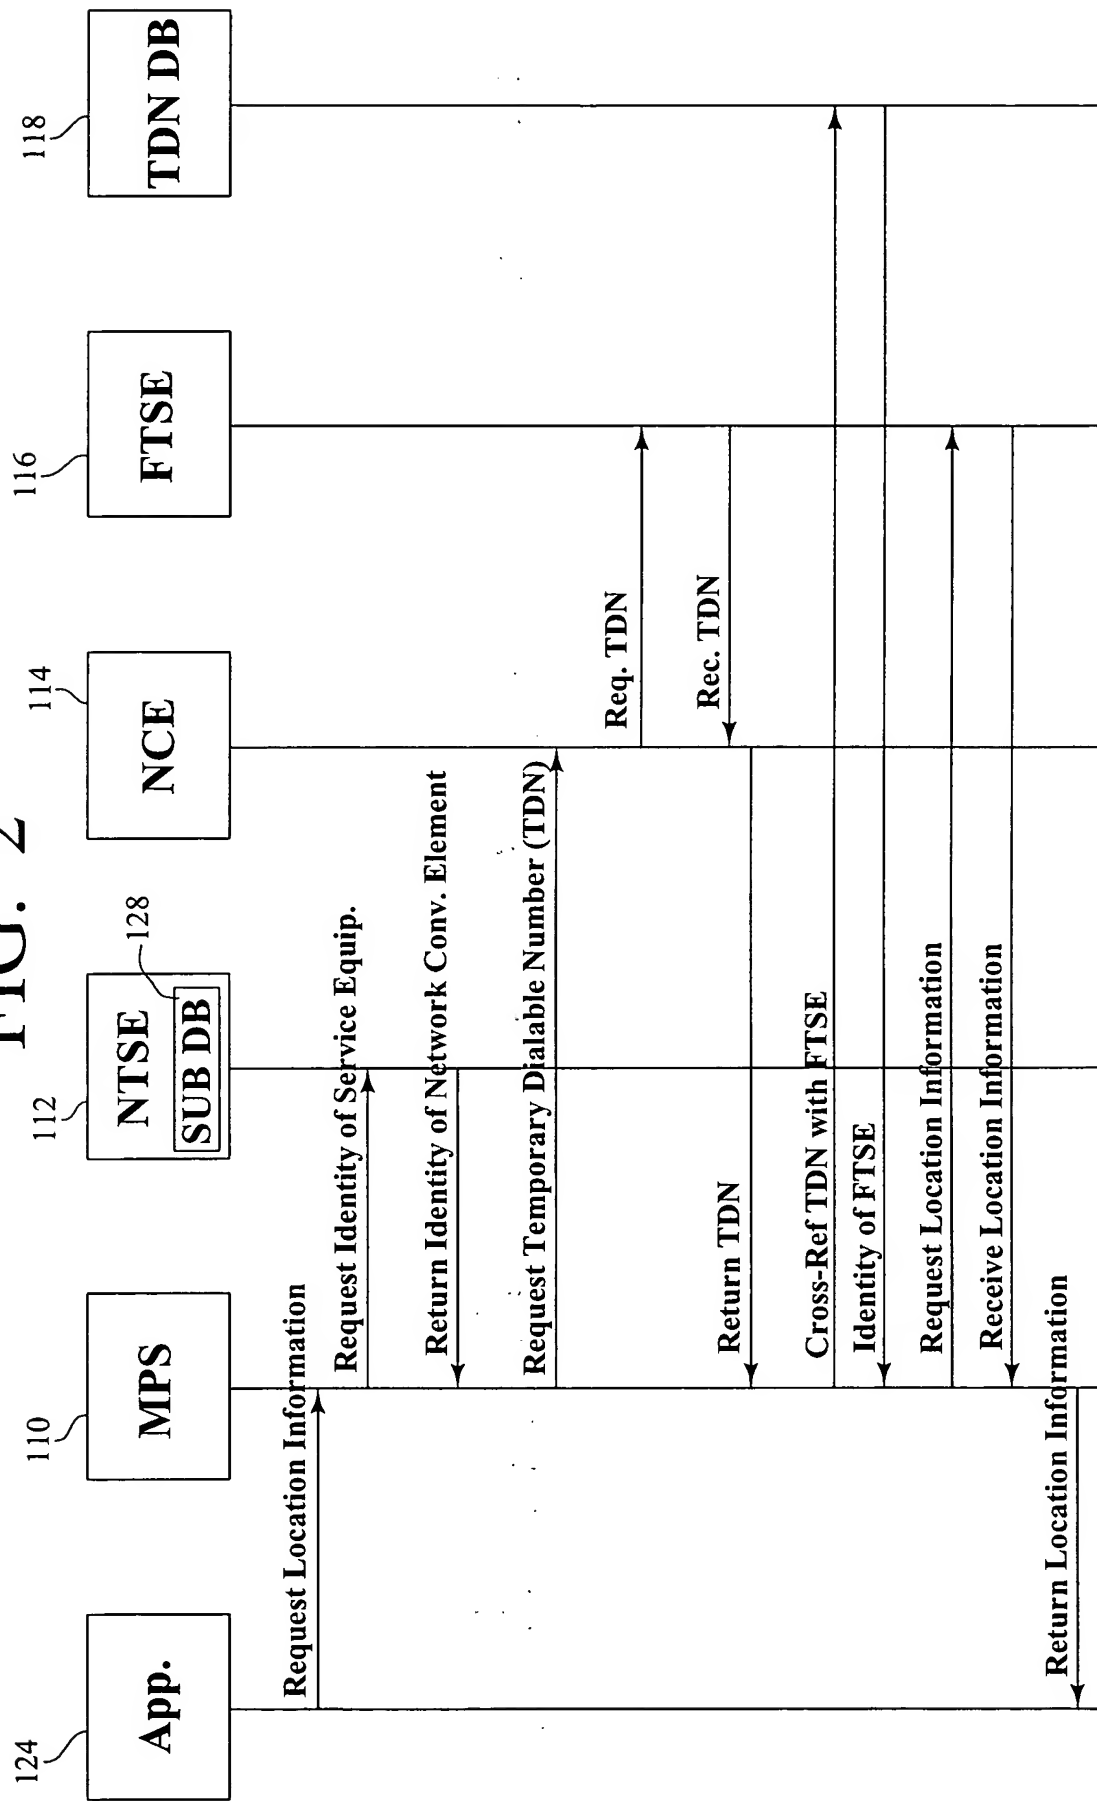 FIG. 2
124
App.
110
MPS
112
NTSE
SUB DB
128
114
NCE
116
FTSE
118
TDN DB
Request Location Information
Request Identity of Service Equip.
Return Identity of Network Conv. Element
Request Temporary Dialable Number (TDN)
Req. TDN
Rec. TDN
Return TDN
Cross-Ref TDN with FTSE
Identity of FTSE
Request Location Information
Receive Location Information
Return Location Information